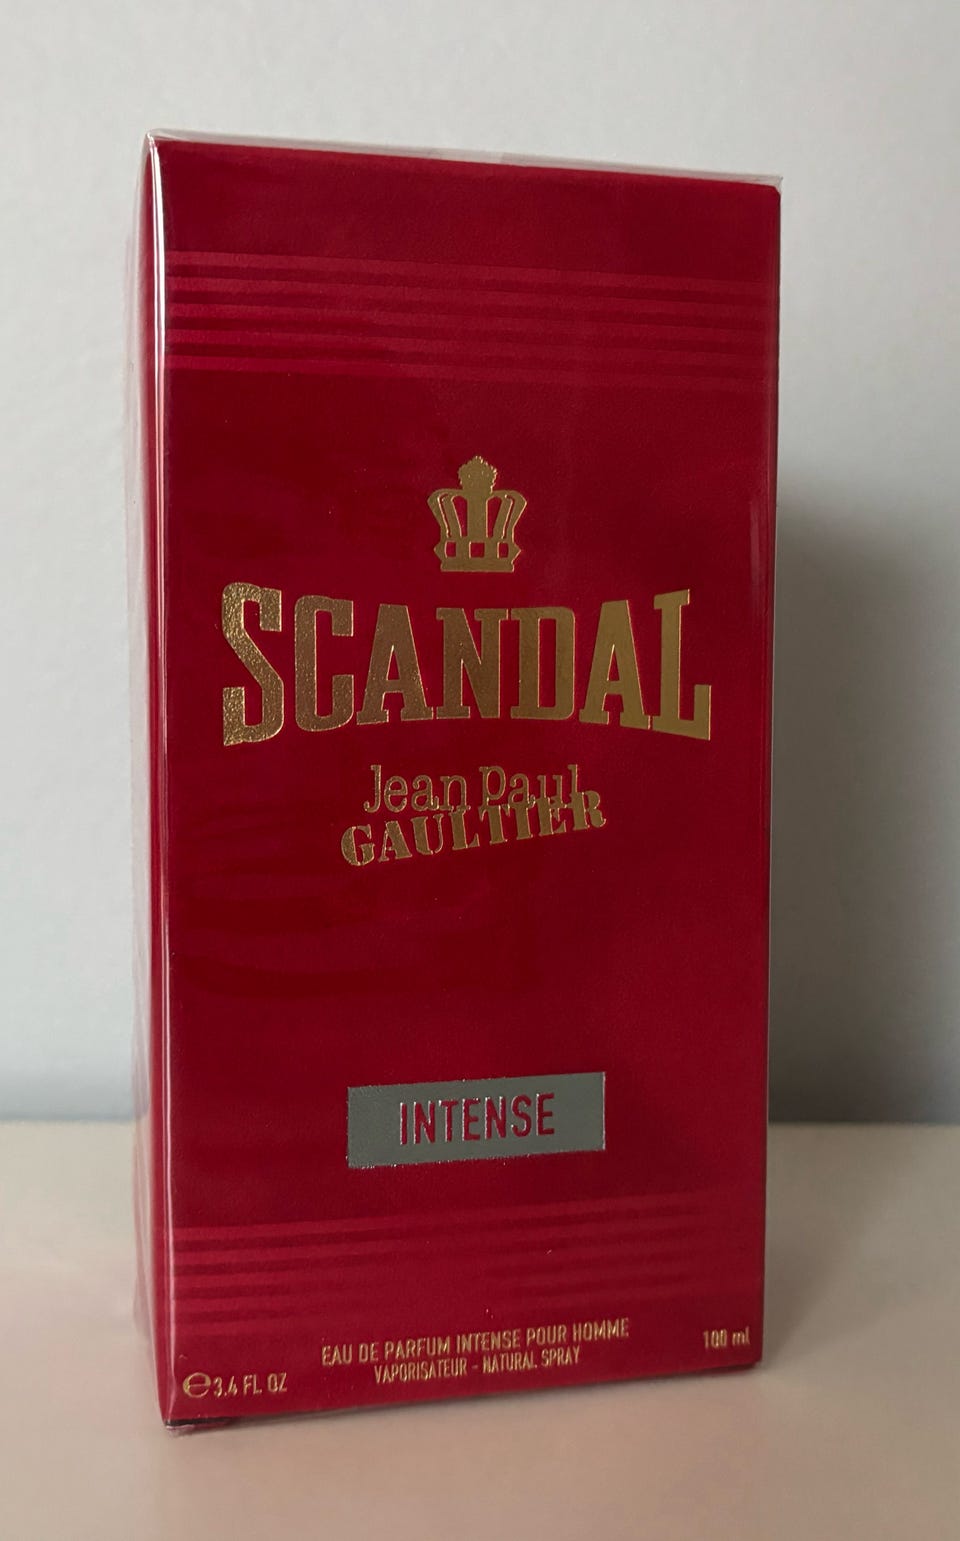 SCANDAL
Jean Paul
GAULTIER
INTENSE
EAU DE PARFUM INTENSE POUR HOMME
VAPORISATEUR - NATURAL SPRAY
℮ 3.4 FL OZ
100 ml